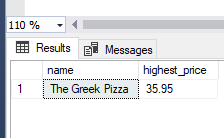 110 %
Results Messages
name highest_price
1 The Greek Pizza 35.95